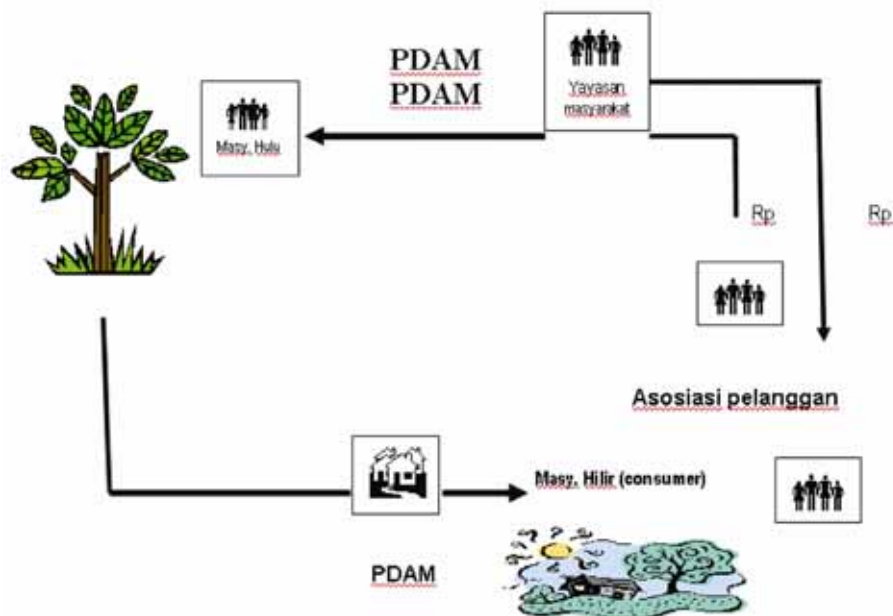 PDAM
PDAM
Yayasan
masyarakat
Masy, Hulu
Rp
Rp
Asosiasi pelanggan
Masy, Hilir (consumer)
PDAM